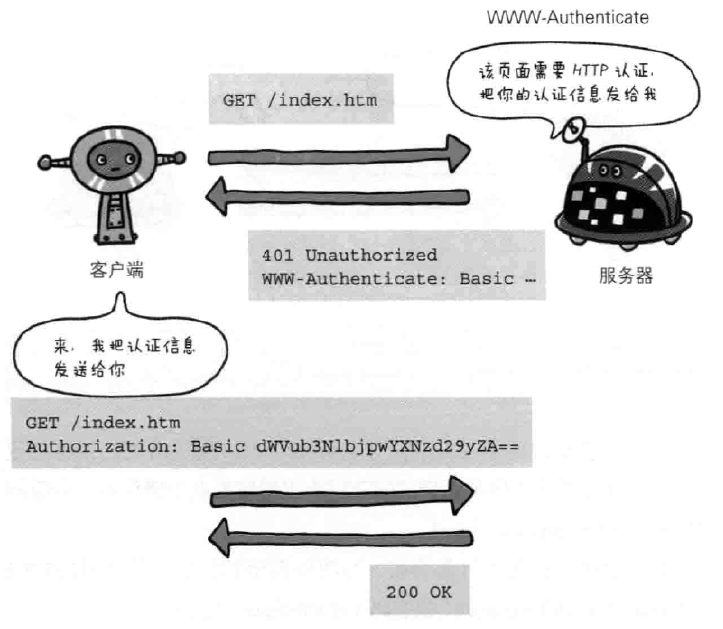 WWW-Authenticate
该页面需要 HTTP 认证，
把你的认证信息发给我
GET /index.htm
401 Unauthorized
WWW-Authenticate: Basic …
客户端
服务器
来，我把认证信息
发送给你
GET /index.htm
Authorization: Basic dWVub3NlbjpwYXNzd29yZA==
200 OK